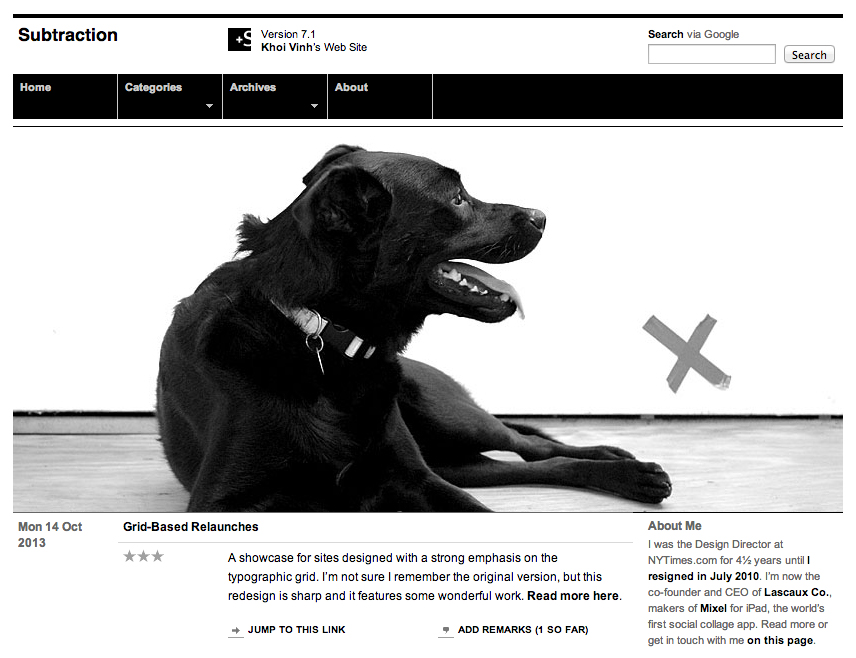 Subtraction
+S
Version 7.1
Khoi Vinh's Web Site
Search via Google
Search
Home
Categories
Archives
About
Mon 14 Oct
2013
Grid-Based Relaunches
A showcase for sites designed with a strong emphasis on the
typographic grid. I'm not sure I remember the original version, but this
redesign is sharp and it features some wonderful work. Read more here.
JUMP TO THIS LINK
ADD REMARKS (1 SO FAR)
About Me
I was the Design Director at
NYTimes.com for 4½ years until I
resigned in July 2010. I'm now the
co-founder and CEO of Lascaux Co.,
makers of Mixel for iPad, the world's
first social collage app. Read more or
get in touch with me on this page.